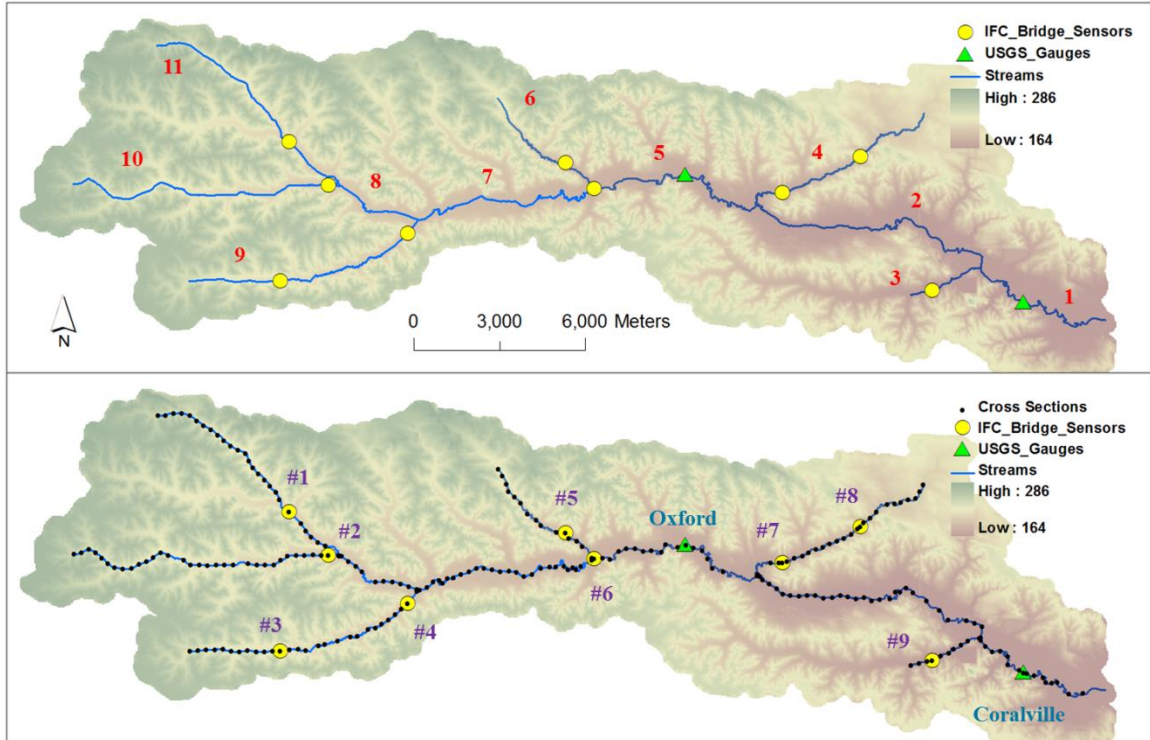 11
6
IFC_Bridge_Sensors
USGS_Gauges
Streams
High : 286
Low : 164
10
8
7
5
4
2
9
3
1
N
0 3,000 6,000 Meters
Cross Sections
IFC_Bridge_Sensors
USGS_Gauges
Streams
High : 286
Low : 164
#1
#2
#5
Oxford
#7
#8
#3
#4
#6
#9
Coralville